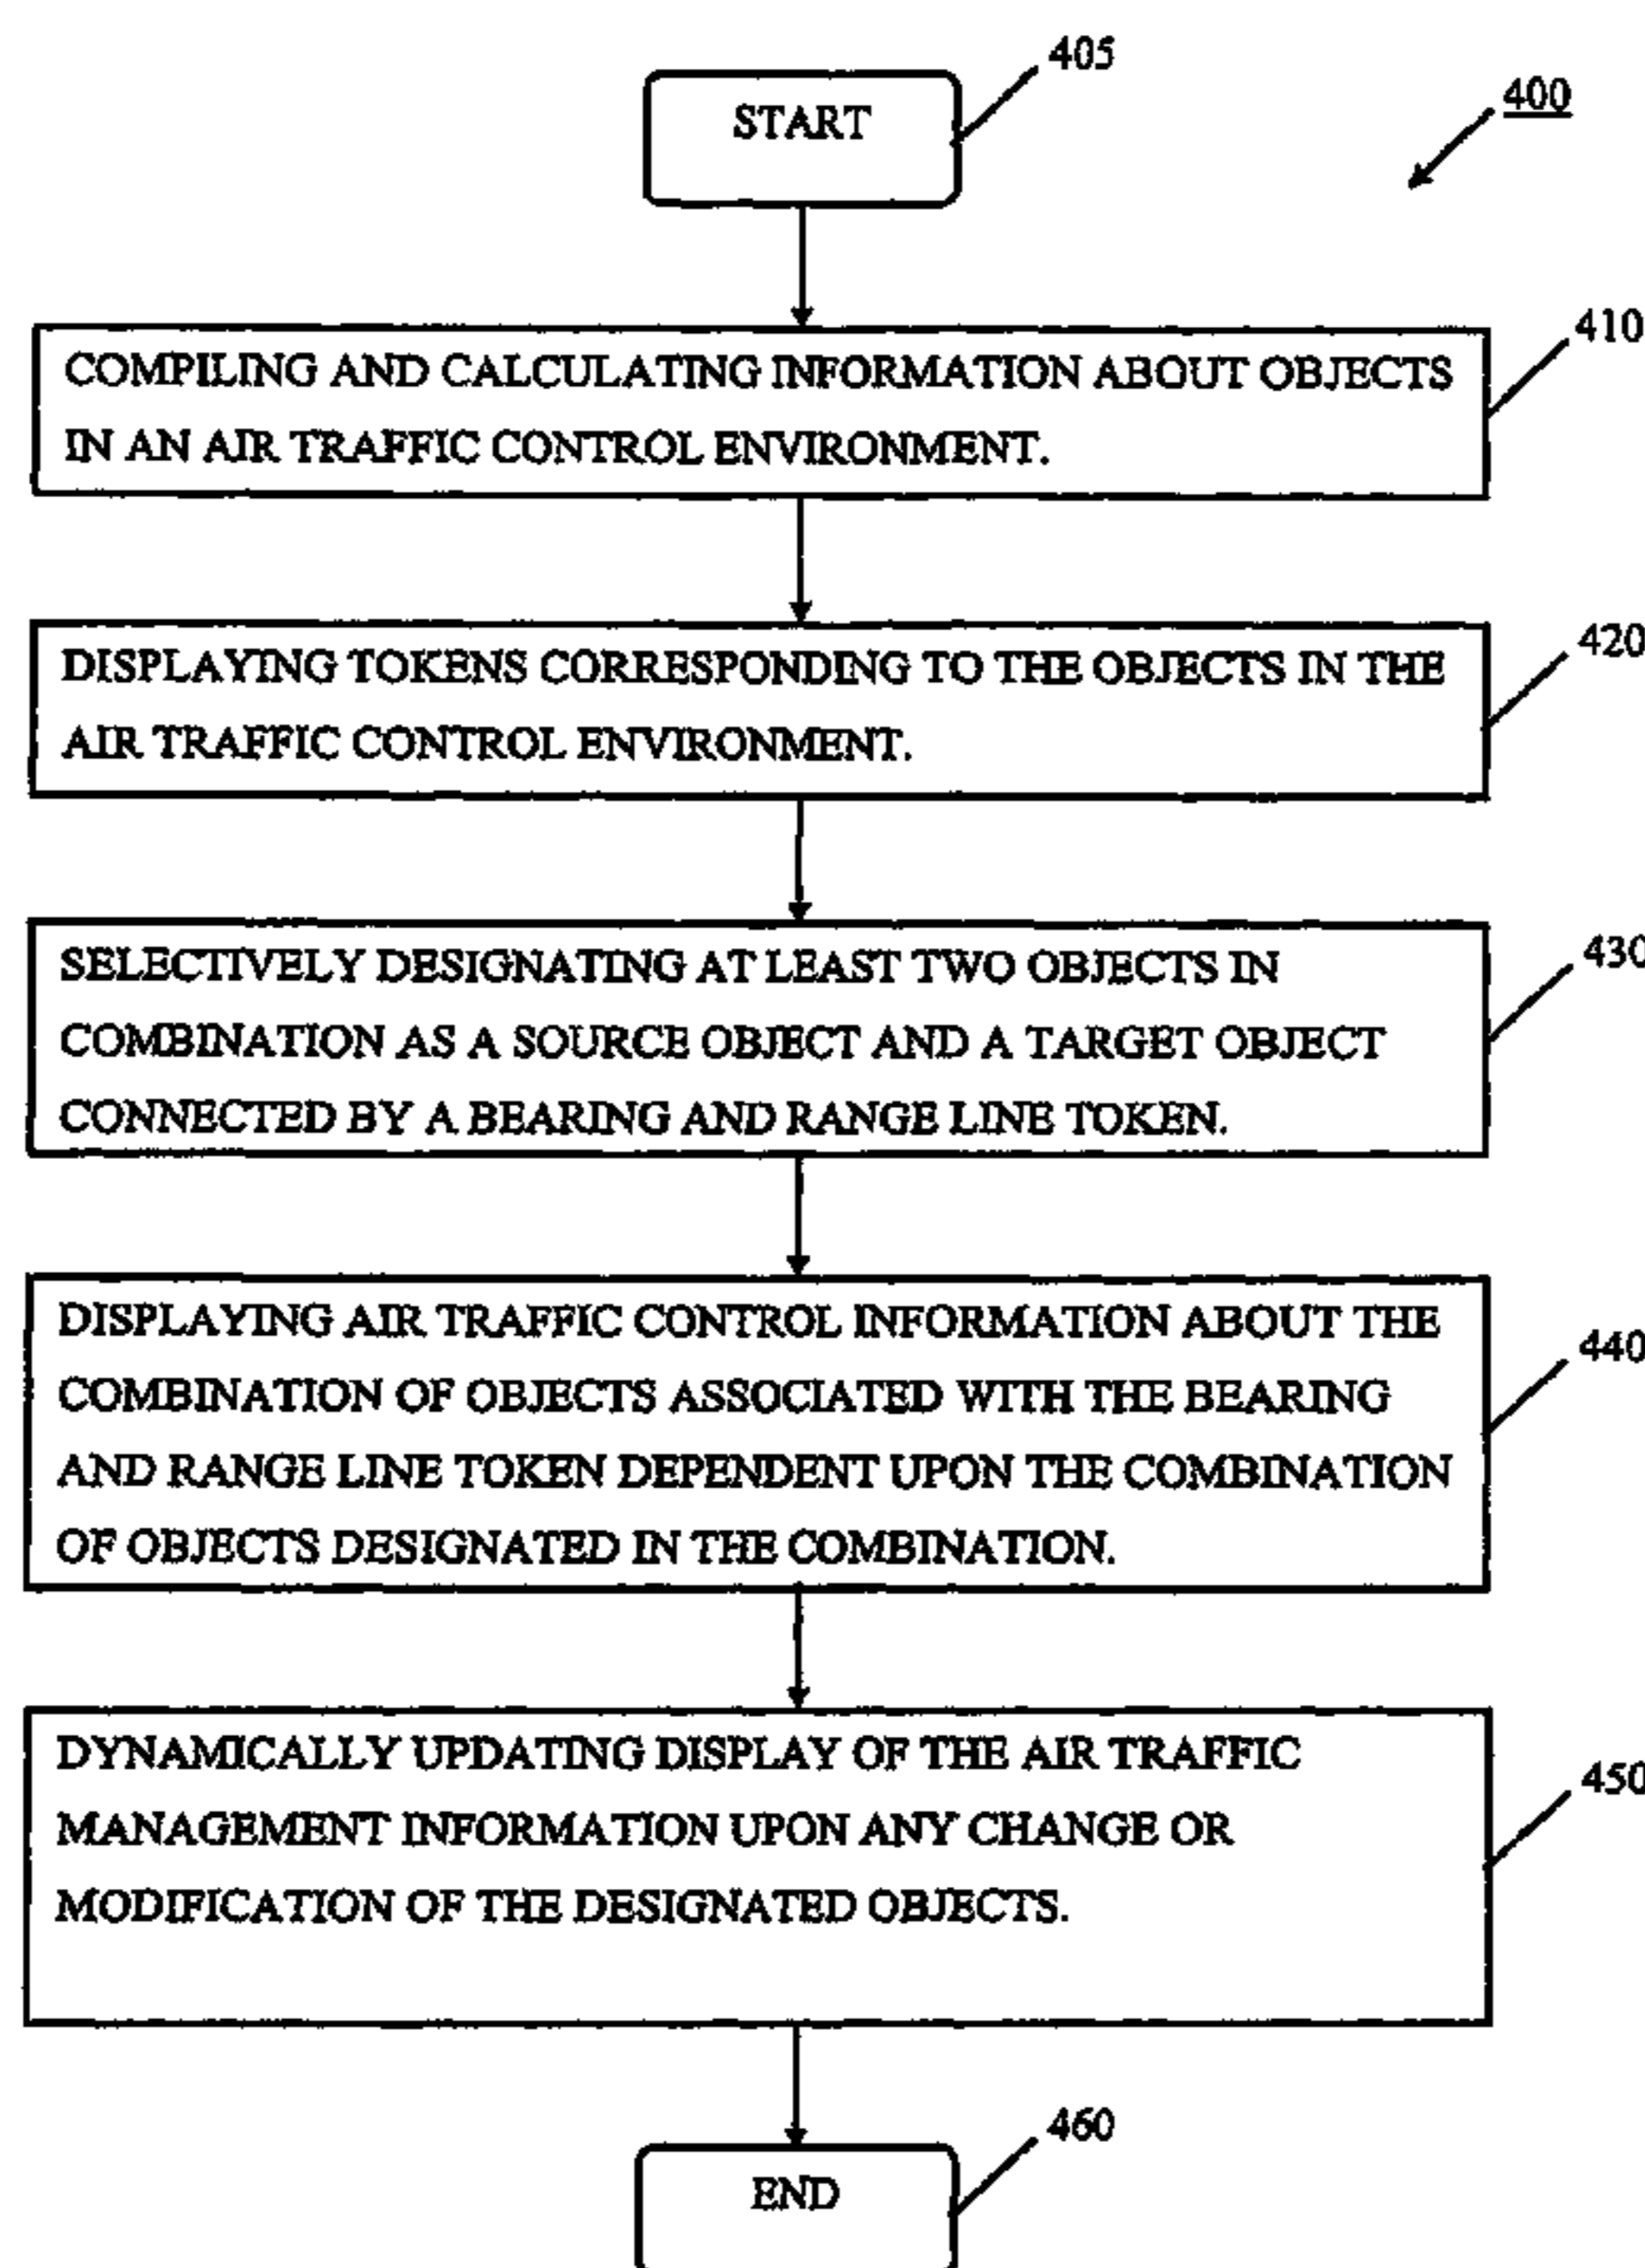 405
START
400
410
COMPILING AND CALCULATING INFORMATION ABOUT OBJECTS
IN AN AIR TRAFFIC CONTROL ENVIRONMENT.
420
DISPLAYING TOKENS CORRESPONDING TO THE OBJECTS IN THE
AIR TRAFFIC CONTROL ENVIRONMENT.
430
SELECTIVELY DESIGNATING AT LEAST TWO OBJECTS IN
COMBINATION AS A SOURCE OBJECT AND A TARGET OBJECT
CONNECTED BY A BEARING AND RANGE LINE TOKEN.
440
DISPLAYING AIR TRAFFIC CONTROL INFORMATION ABOUT THE
COMBINATION OF OBJECTS ASSOCIATED WITH THE BEARING
AND RANGE LINE TOKEN DEPENDENT UPON THE COMBINATION
OF OBJECTS DESIGNATED IN THE COMBINATION.
450
DYNAMICALLY UPDATING DISPLAY OF THE AIR TRAFFIC
MANAGEMENT INFORMATION UPON ANY CHANGE OR
MODIFICATION OF THE DESIGNATED OBJECTS.
460
END